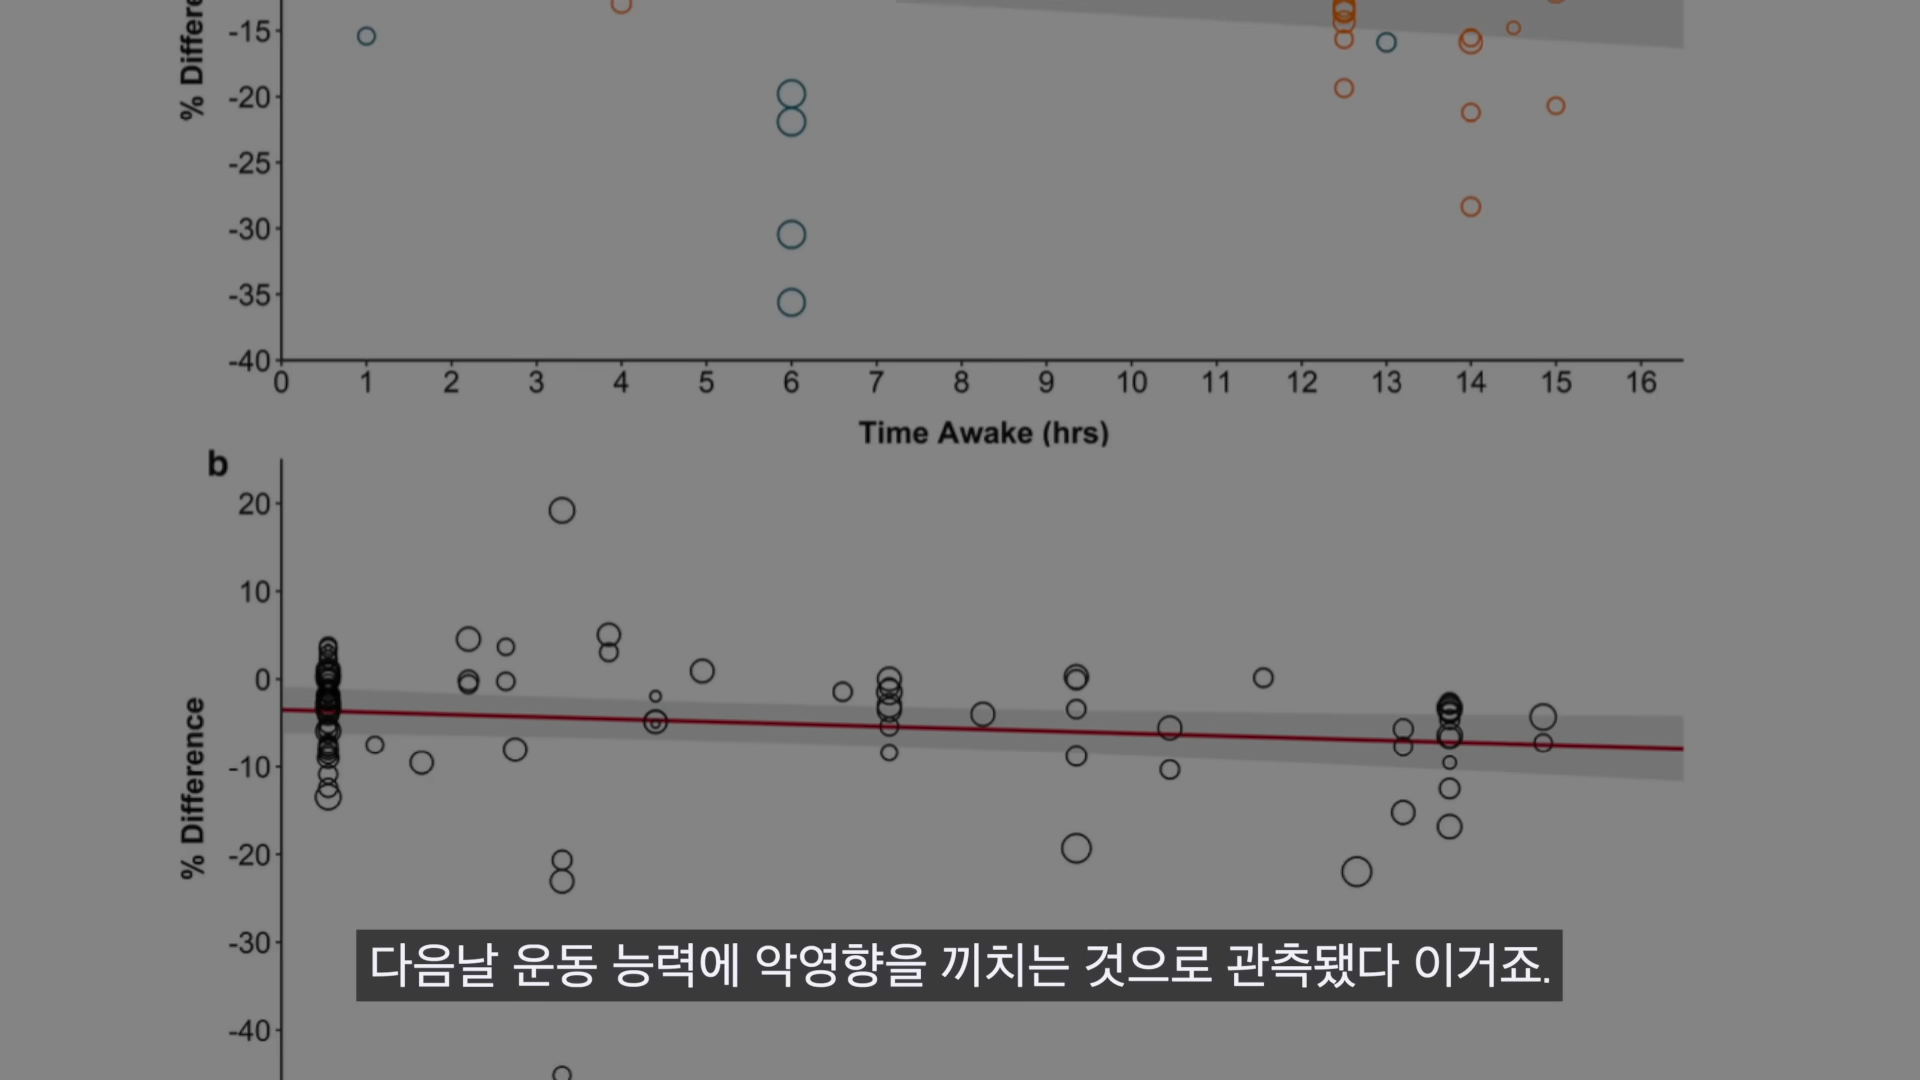 % Differe
-15
-20
-25
-30
-35
-40
0 1 2 3 4 5 6 7 8 9 10 11 12 13 14 15 16
Time Awake (hrs)
b
20
10
0
-10
-20
-30
-40
% Difference
다음날 운동 능력에 악영향을 끼치는 것으로 관측됐다 이거죠.